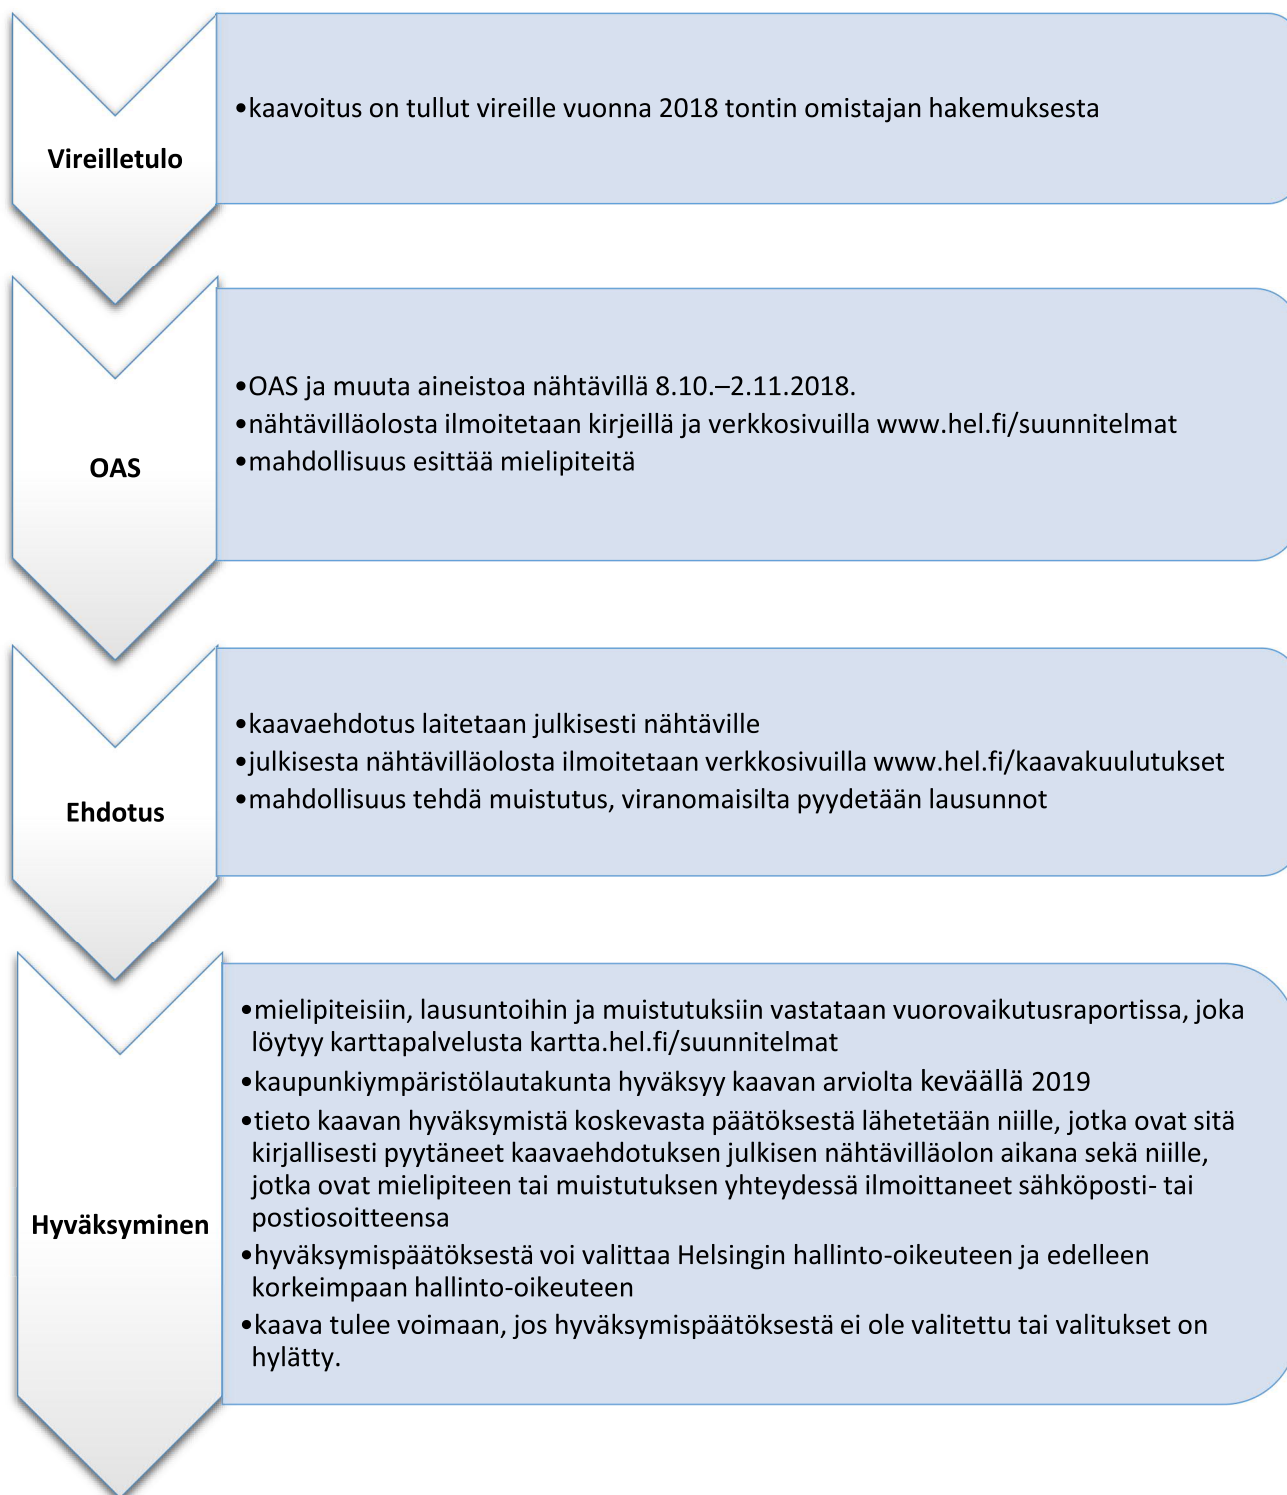 Vireilletulo
•kaavoitus on tullut vireille vuonna 2018 tontin omistajan hakemuksesta
OAS
•OAS ja muuta aineistoa nähtävillä 8.10.–2.11.2018.
•nähtävilläolosta ilmoitetaan kirjeillä ja verkkosivuilla www.hel.fi/suunnitelmat
•mahdollisuus esittää mielipiteitä
Ehdotus
•kaavaehdotus laitetaan julkisesti nähtäville
•julkisesta nähtävilläolosta ilmoitetaan verkkosivuilla www.hel.fi/kaavakuulutukset
•mahdollisuus tehdä muistutus, viranomaisilta pyydetään lausunnot
Hyväksyminen
•mielipiteisiin, lausuntoihin ja muistutuksiin vastataan vuorovaikutusraportissa, joka
löytyy karttapalvelusta kartta.hel.fi/suunnitelmat
•kaupunkiympäristölautakunta hyväksyy kaavan arviolta keväällä 2019
•tieto kaavan hyväksymistä koskevasta päätöksestä lähetetään niille, jotka ovat sitä
kirjallisesti pyytäneet kaavaehdotuksen julkisen nähtävilläolon aikana sekä niille,
jotka ovat mielipiteen tai muistutuksen yhteydessä ilmoittaneet sähköposti- tai
postiosoitteensa
•hyväksymispäätöksestä voi valittaa Helsingin hallinto-oikeuteen ja edelleen
korkeimpaan hallinto-oikeuteen
•kaava tulee voimaan, jos hyväksymispäätöksestä ei ole valitettu tai valitukset on
hylätty.